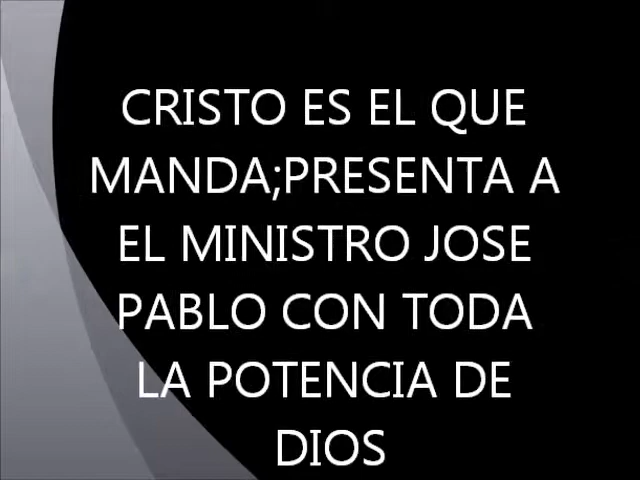 CRISTO ES EL QUE
MANDA;PRESENTA A
EL MINISTRO JOSE
PABLO CON TODA
LA POTENCIA DE
DIOS